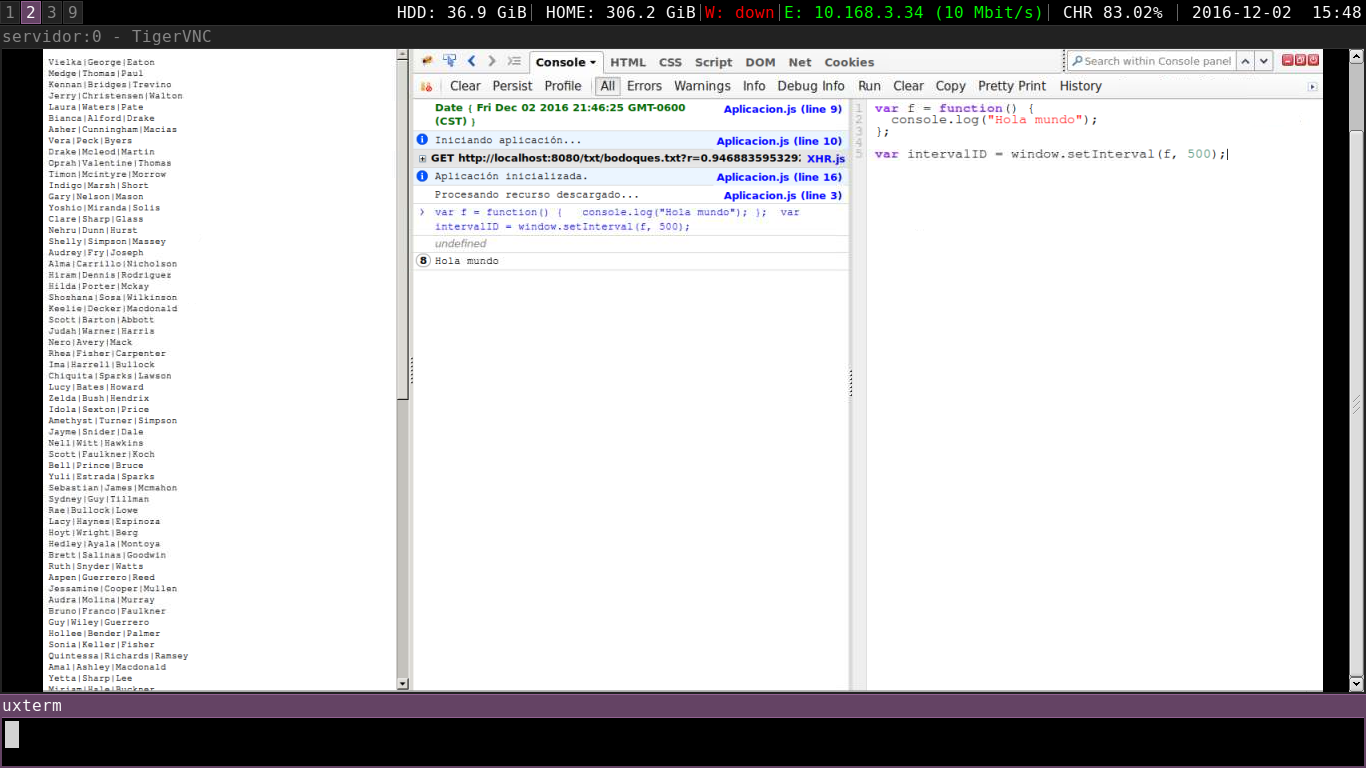 1 2 3 9 HDD: 36.9 GiB| HOME: 306.2 GiB|W: down|E: 10.168.3.34 (10 Mbit/s)| CHR 83.02% | 2016-12-02 15:48
servidor:0 - TigerVNC
Vielka|George|Eaton
Medge|Thomas|Paul
Kennan|Bridges|Trevino
Jerry|Christensen|Walton
Laura|Waters|Pate
Bianca|Alford|Drake
Asher|Cunningham|Macias
Vera|Peck|Byers
Drake|Mcleod|Martin
Oprah|Valentine|Thomas
Timon|Mcintyre|Morrow
Indigo|Marsh|Short
Gary|Nelson|Mason
Yoshio|Miranda|Solis
Clare|Sharp|Glass
Nehru|Dunn|Hurst
Shelly|Simpson|Massey
Audrey|Fry|Joseph
Alma|Carrillo|Nicholson
Hiram|Dennis|Rodriguez
Hilda|Porter|Mckay
Shoshana|Sosa|Wilkinson
Keelie|Decker|Macdonald
Scott|Barton|Abbott
Judah|Warner|Harris
Nero|Avery|Mack
Rhea|Fisher|Carpenter
Ima|Harrell|Bullock
Chiquita|Sparks|Lawson
Lucy|Bates|Howard
Zelda|Bush|Hendrix
Idola|Sexton|Price
Amethyst|Turner|Simpson
Jayme|Snider|Dale
Nell|Witt|Hawkins
Scott|Faulkner|Koch
Bell|Prince|Bruce
Yuli|Estrada|Sparks
Sebastian|James|Mcmahon
Sydney|Guy|Tillman
Rae|Bullock|Lowe
Lacy|Haynes|Espinoza
Hoyt|Wright|Berg
Hedley|Ayala|Montoya
Brett|Salinas|Goodwin
Ruth|Snyder|Watts
Aspen|Guerrero|Reed
Jessamine|Cooper|Mullen
Audra|Molina|Murray
Bruno|Franco|Faulkner
Guy|Wiley|Guerrero
Hollee|Bender|Palmer
Sonia|Keller|Fisher
Quintessa|Richards|Ramsey
Amal|Ashley|Macdonald
Yetta|Sharp|Lee
Miriam|Hale|Buckner
Console HTML CSS Script DOM Net Cookies Search within Console panel
Clear Persist Profile All Errors Warnings Info Debug Info Run Clear Copy Pretty Print History
Date { Fri Dec 02 2016 21:46:25 GMT-0600 Aplicacion.js (line 9)
(CST) }
Iniciando aplicación... Aplicacion.js (line 10)
GET http://localhost:8080/txt/bodoques.txt?r=0.946883595329: XHR.js
Aplicación inicializada. Aplicacion.js (line 16)
Procesando recurso descargado... Aplicacion.js (line 3)
var f = function() { console.log("Hola mundo"); }; var
intervalID = window.setInterval(f, 500);
undefined
8 Hola mundo
1 var f = function() {
2 console.log("Hola mundo");
3 };
4
5 var intervalID = window.setInterval(f, 500);
uxterm